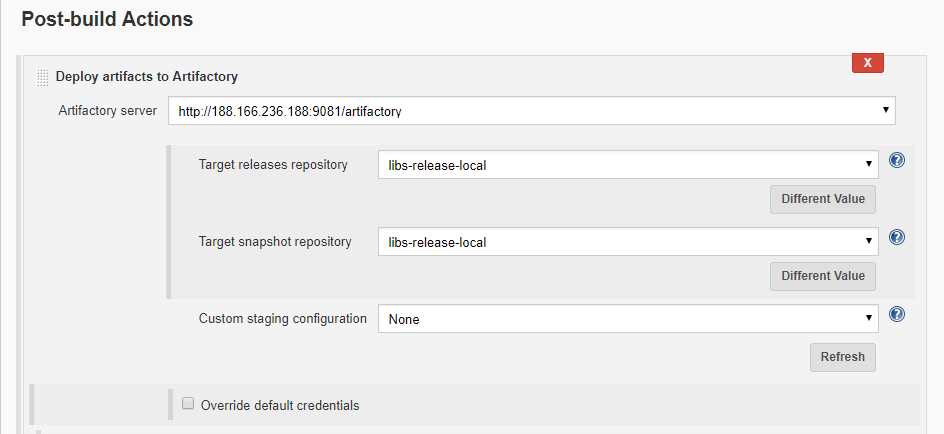 Post-build Actions
X
Deploy artifacts to Artifactory
Artifactory server http://188.166.236.188:9081/artifactory
Target releases repository libs-release-local ?
Different Value
Target snapshot repository libs-release-local ?
Different Value
Custom staging configuration None ?
Refresh
Override default credentials